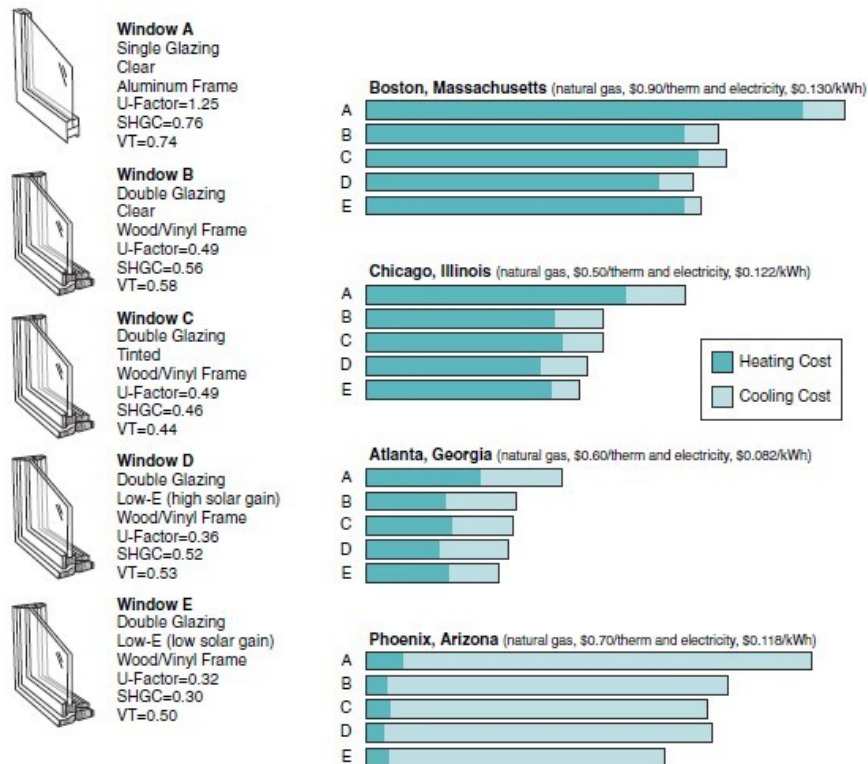 Window A
Single Glazing
Clear
Aluminum Frame
U-Factor=1.25
SHGC=0.76
VT=0.74
Window B
Double Glazing
Clear
Wood/Vinyl Frame
U-Factor=0.49
SHGC=0.56
VT=0.58
Window C
Double Glazing
Tinted
Wood/Vinyl Frame
U-Factor=0.49
SHGC=0.46
VT=0.44
Window D
Double Glazing
Low-E (high solar gain)
Wood/Vinyl Frame
U-Factor=0.36
SHGC=0.52
VT=0.53
Window E
Double Glazing
Low-E (low solar gain)
Wood/Vinyl Frame
U-Factor=0.32
SHGC=0.30
VT=0.50
Boston, Massachusetts (natural gas, $0.90/therm and electricity, $0.130/kWh)
A
B
C
D
E
Chicago, Illinois (natural gas, $0.50/therm and electricity, $0.122/kWh)
A
B
C
D
E
Heating Cost
Cooling Cost
Atlanta, Georgia (natural gas, $0.60/therm and electricity, $0.082/kWh)
A
B
C
D
E
Phoenix, Arizona (natural gas, $0.70/therm and electricity, $0.118/kWh)
A
B
C
D
E